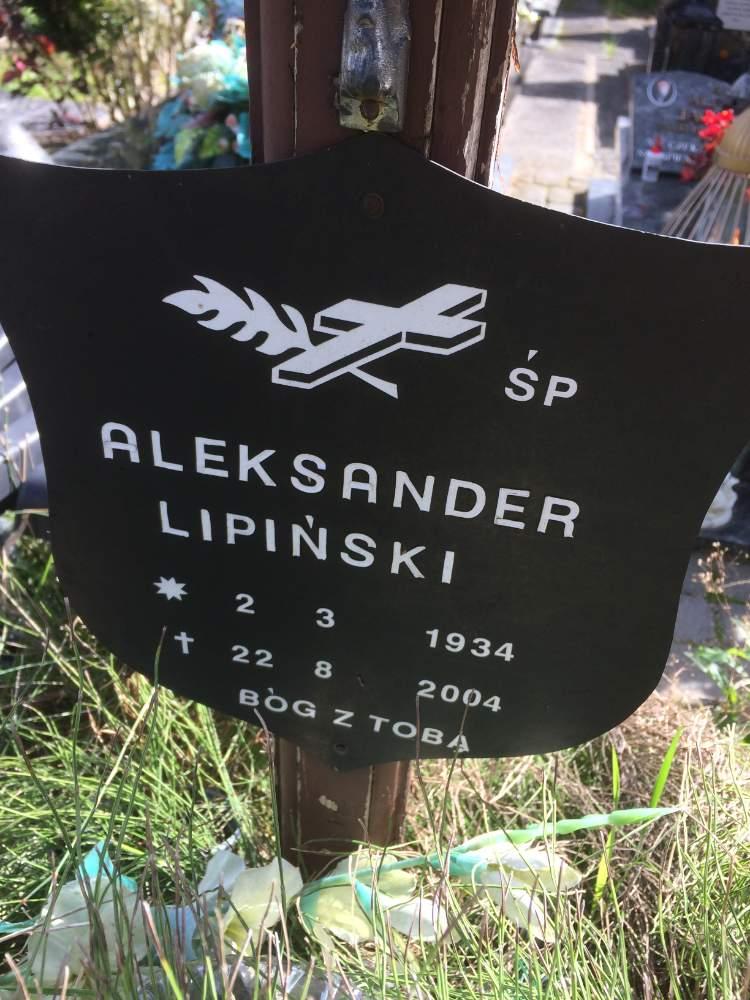 ŚP
ALEKSANDER
LIPIŃSKI
2 3 1934
22 8 2004
BÓG Z TOBĄ